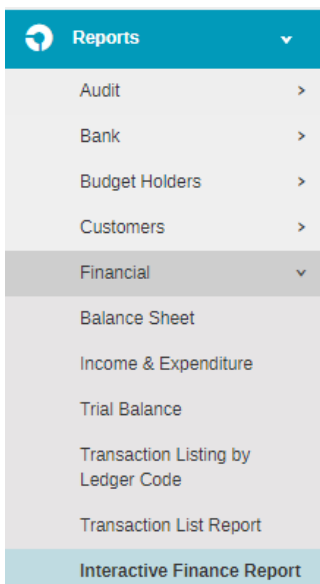 Reports
Audit
Bank
Budget Holders
Customers
Financial
Balance Sheet
Income & Expenditure
Trial Balance
Transaction Listing by
Ledger Code
Transaction List Report
Interactive Finance Report